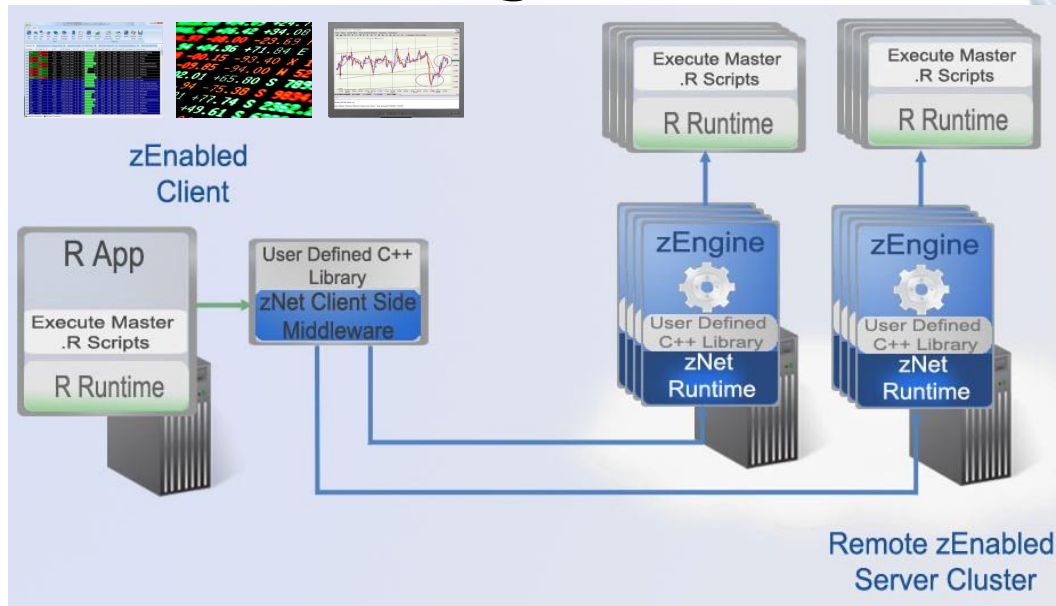 zEnabled
Client
R App
Execute Master
.R Scripts
R Runtime
User Defined C++
Library
zNet Client Side
Middleware
Execute Master
.R Scripts
R Runtime
zEngine
User Defined
C++ Library
zNet
Runtime
Execute Master
.R Scripts
R Runtime
zEngine
User Defined
C++ Library
zNet
Runtime
Remote zEnabled
Server Cluster